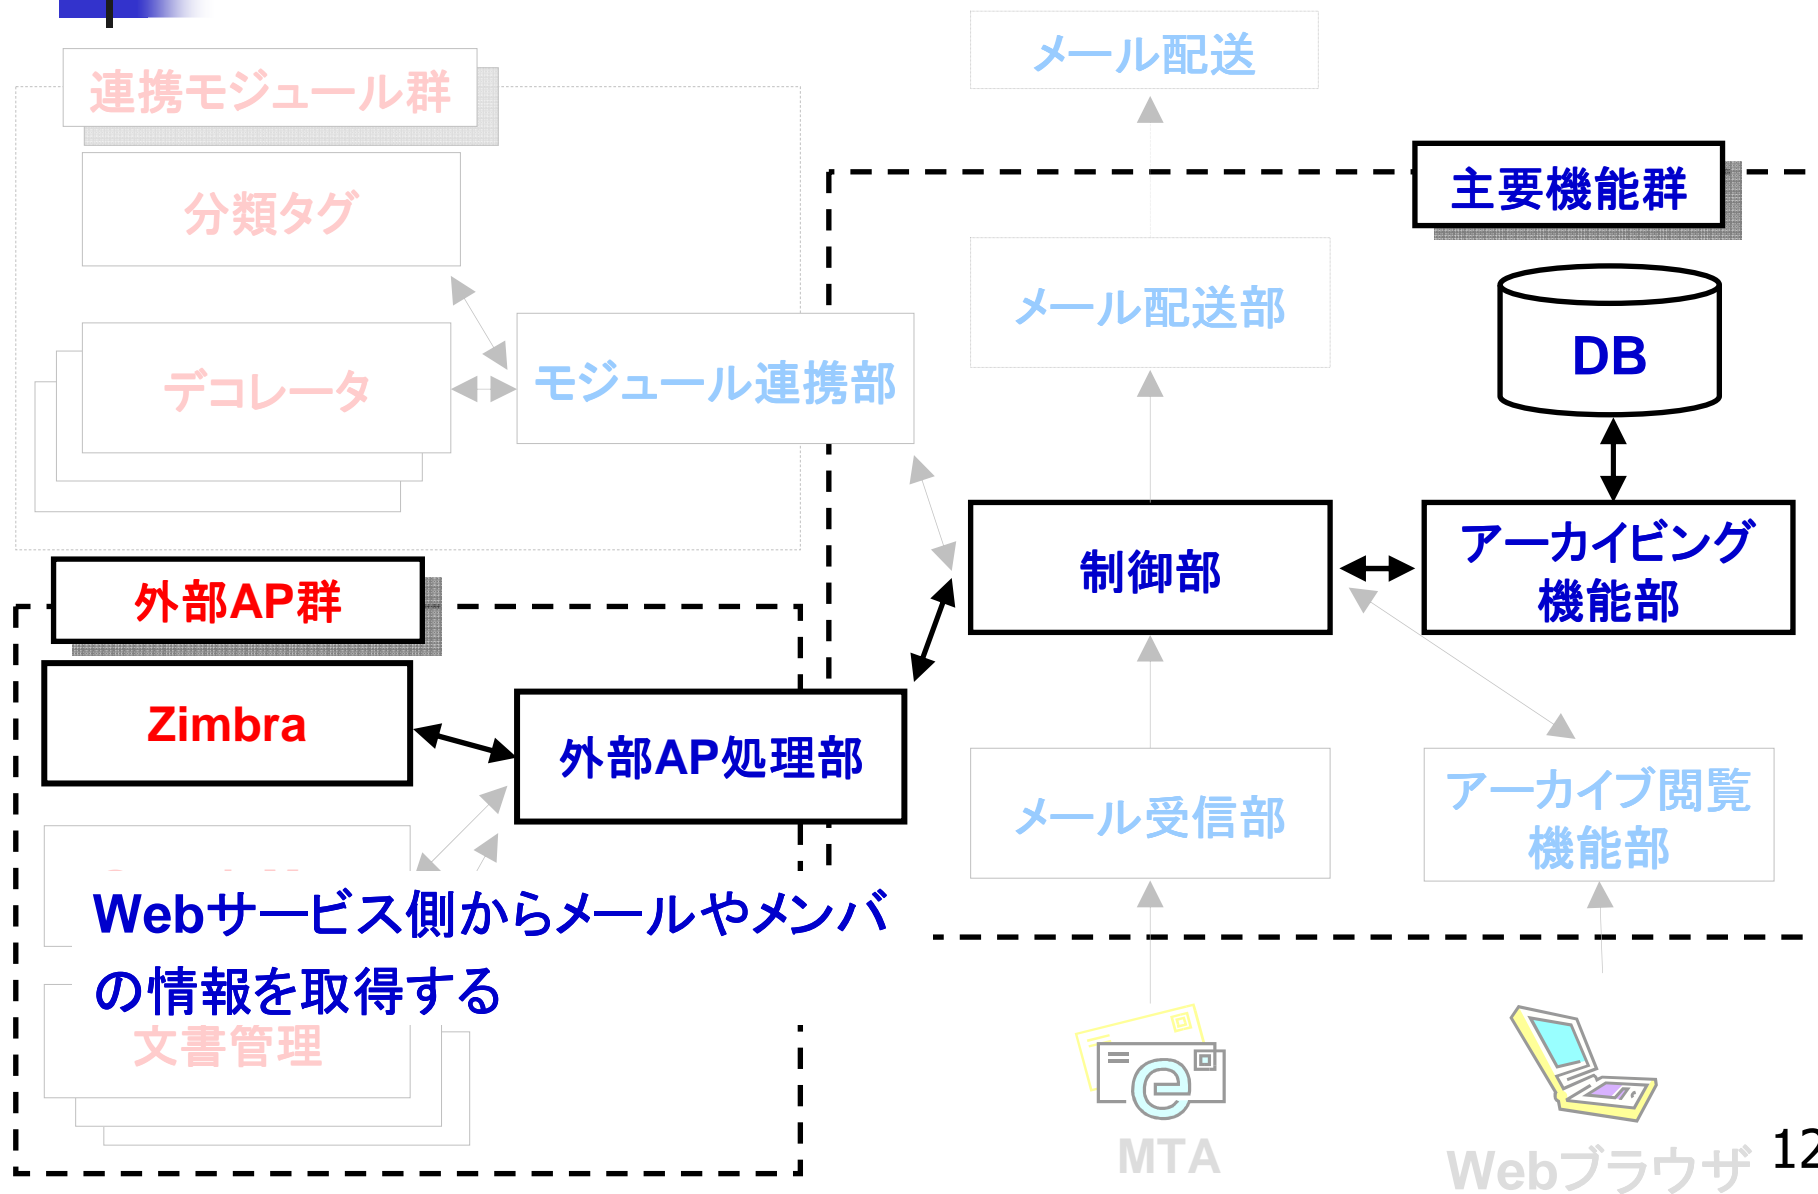 メール配送
連携モジュール群
主要機能群
分類タグ
メール配送部
DB
デコレータ
モジュール連携部
制御部
アーカイビング
機能部
外部AP群
Zimbra
外部AP処理部
メール受信部
アーカイブ閲覧
機能部
Webサービス側からメールやメンバ
の情報を取得する
文書管理
MTA
Webブラウザ
12